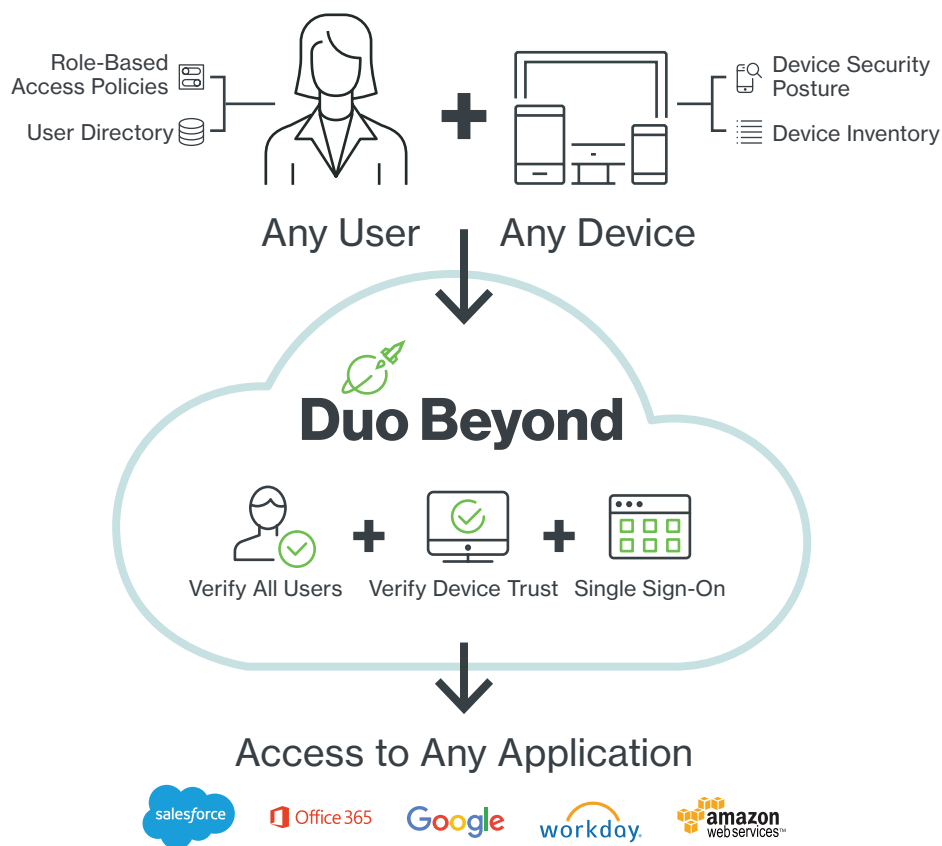 Role-Based
Access Policies
User Directory
Device Security
Posture
Device Inventory
Any User
Any Device
Duo Beyond
Verify All Users
Verify Device Trust
Single Sign-On
Access to Any Application
salesforce
Office 365
Google
workday.
amazon
webservices™